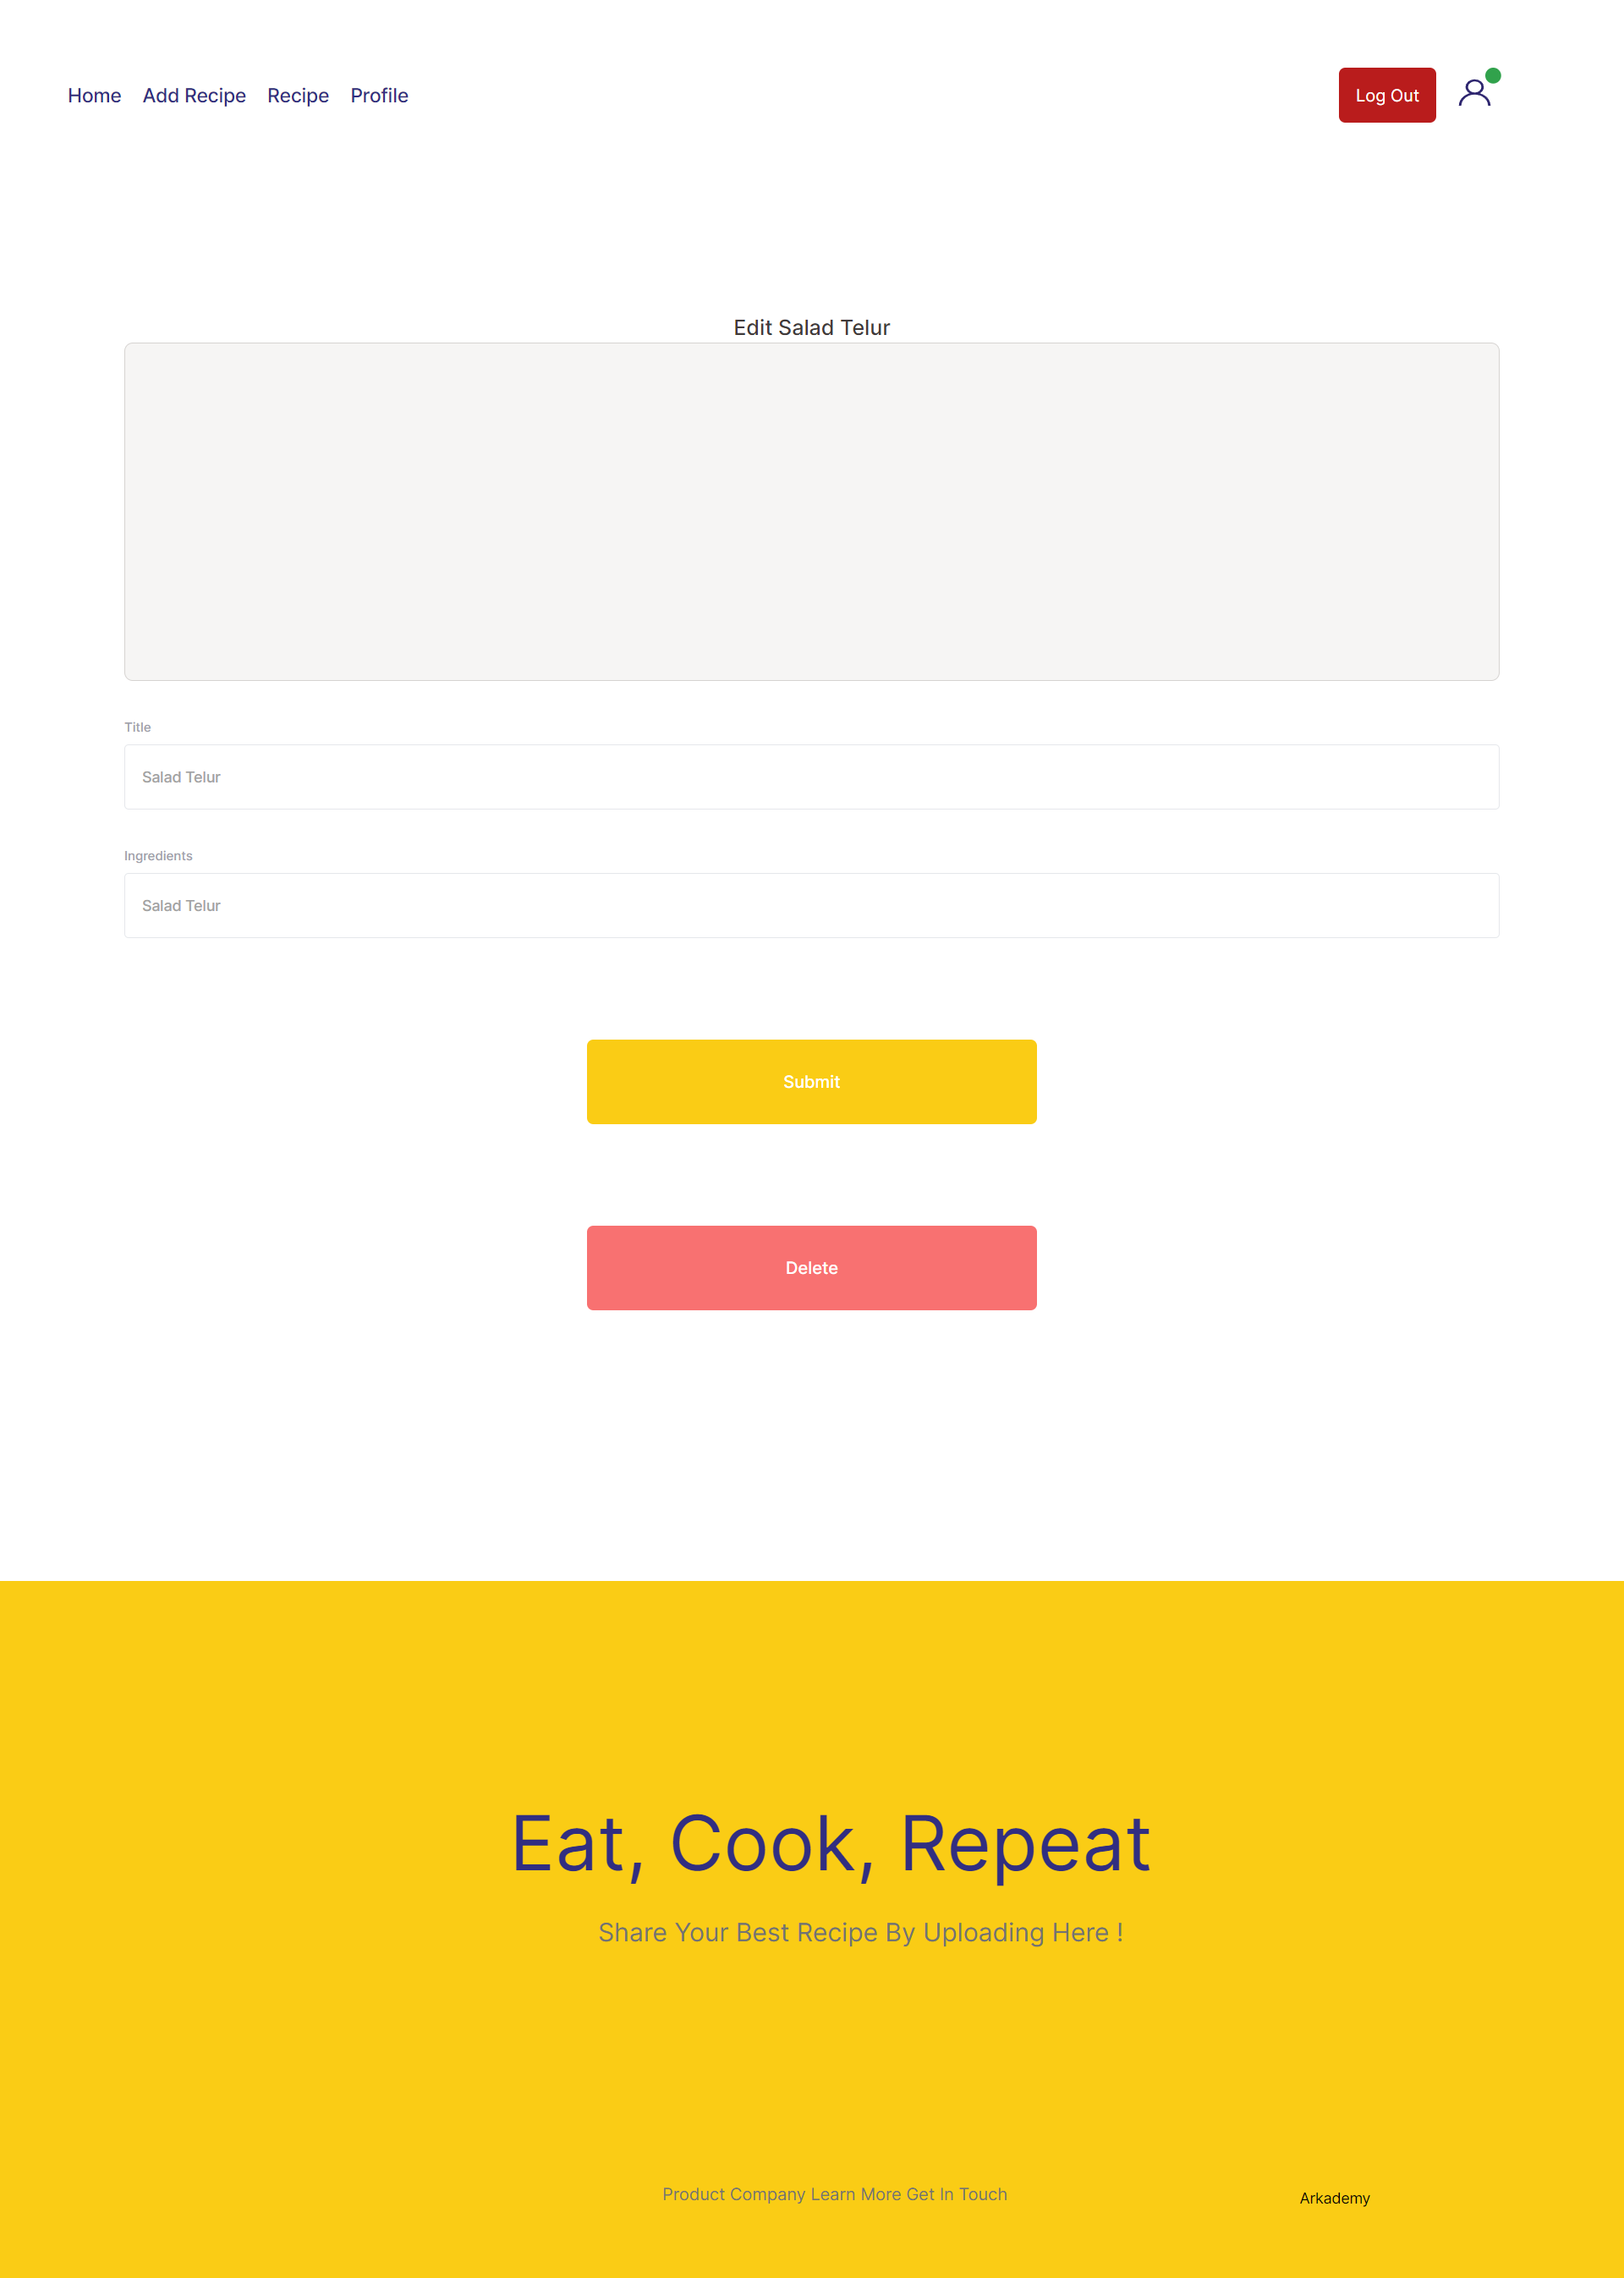 Home Add Recipe Recipe Profile Log Out
Edit Salad Telur
Title
Salad Telur
Ingredients
Salad Telur
Submit
Delete
Eat, Cook, Repeat
Share Your Best Recipe By Uploading Here !
Product Company Learn More Get In Touch
Arkademy